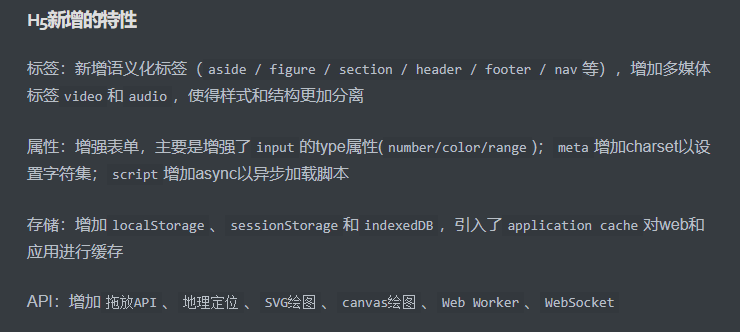 H5新增的特性
标签：新增语义化标签（ aside / figure / section / header / footer / nav 等），增加多媒体
标签 video 和 audio ，使得样式和结构更加分离
属性：增强表单，主要是增强了 input 的type属性( number/color/range )； meta 增加charset以设
置字符集； script 增加async以异步加载脚本
存储：增加 localStorage 、 sessionStorage 和 indexedDB ，引入了 application cache 对web和
应用进行缓存
API：增加 拖放API 、 地理定位 、 SVG绘图 、 canvas绘图 、 Web Worker 、 WebSocket